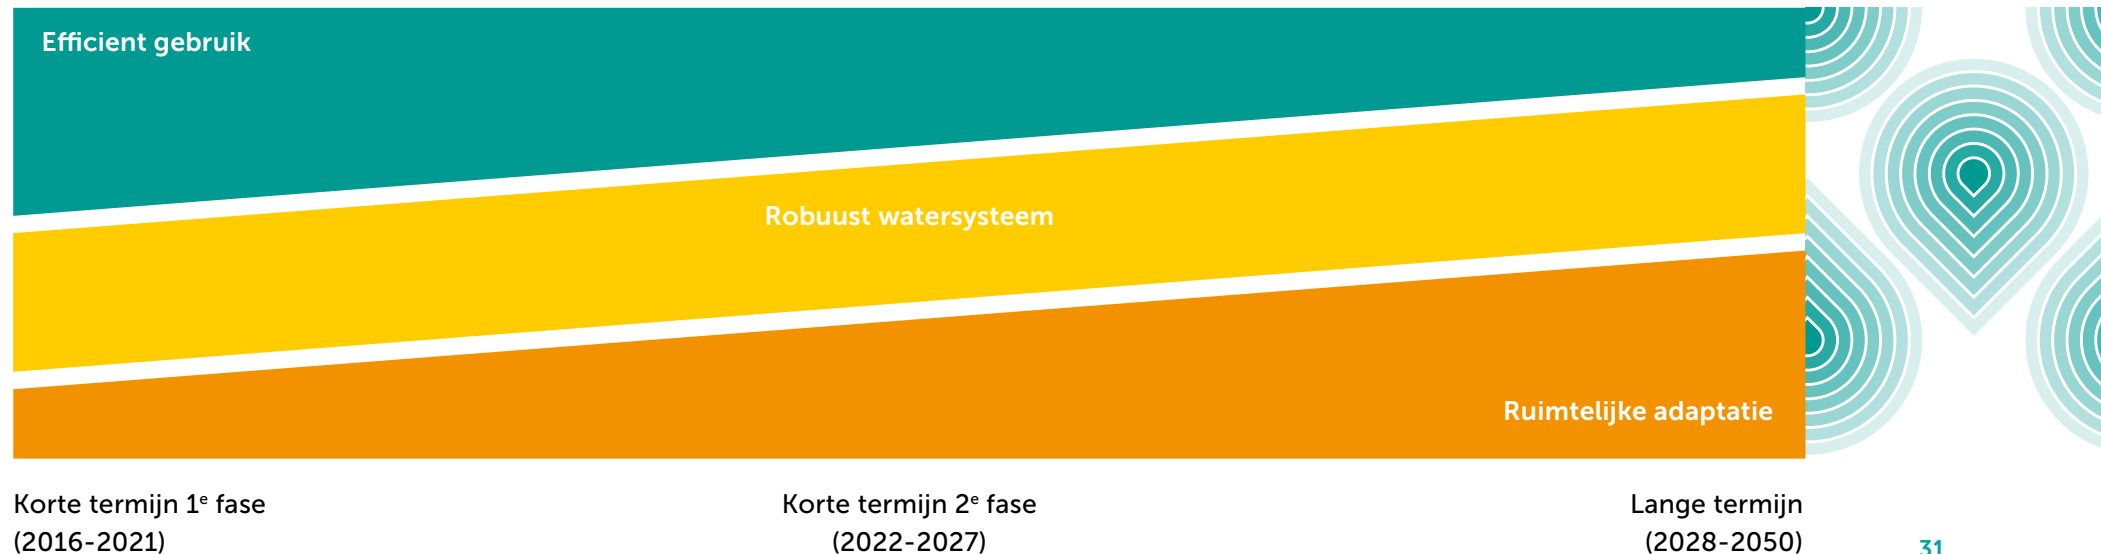 Efficient gebruik
Robuust watersysteem
Ruimtelijke adaptatie
Korte termijn 1e fase
(2016-2021)
Korte termijn 2e fase
(2022-2027)
Lange termijn
(2028-2050)
31